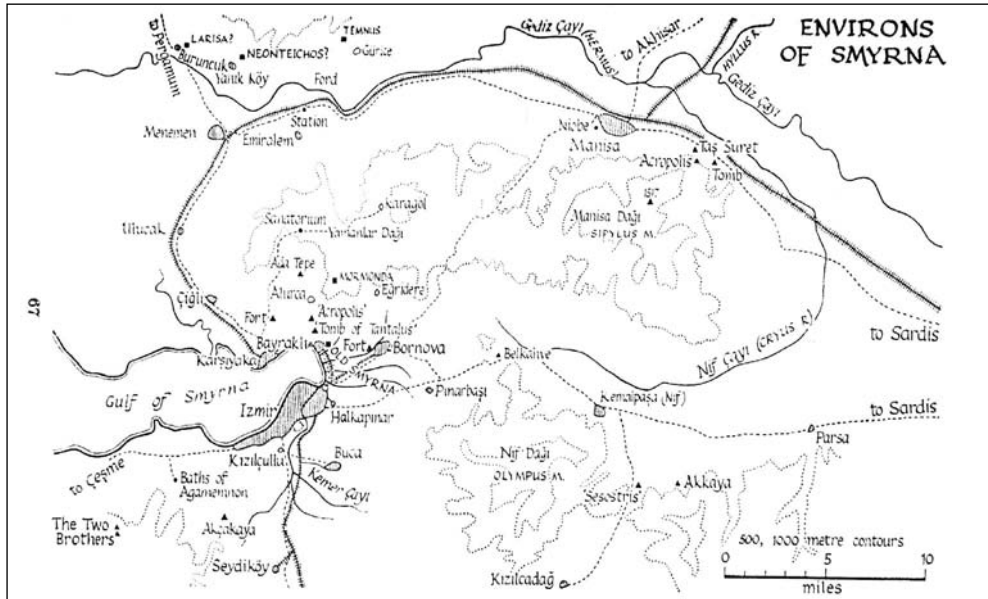 ENVIRONS
OF SMYRNA
Pergamum
LARISA?
Buruncuk
NEONTEICHOS?
Yanık Köy
TEMNUS
Görice
Ford
Gediz Çayı (HERMUS)
to Akhisar
HYLLUS R.
Gediz Çayı
Menemen
Station
Emiralem
Niobe
Manisa
Taş Suret
Acropolis
Tomb
1517
Manisa Dağı
SIPYLUS M.
Karagöl
Sanatorium
Yamanlar Dağı
Ulucak
Ada Tepe
MORMONDA
Eğridere
Çiğli
Fort
Acropolis
Tomb of Tantalus
Bayraklı
Fort
Bornova
OLD SMYRNA
Karşıyaka
Belkahve
Nif Çayı (CRYUS R.)
to Sardis
67
Gulf of Smyrna
Izmir
Halkapınar
Pınarbaşı
Kemalpaşa (Nif)
to Sardis
Parsa
Kızılçullu
Buca
Kemer Çayı
to Çeşme
Baths of
Agamemnon
Nif Dağı
OLYMPUS M.
Sesostris
Akkaya
The Two
Brothers
Akçakaya
Seydiköy
Kızılcadağ
500, 1000 metre contours
0 5 10
miles